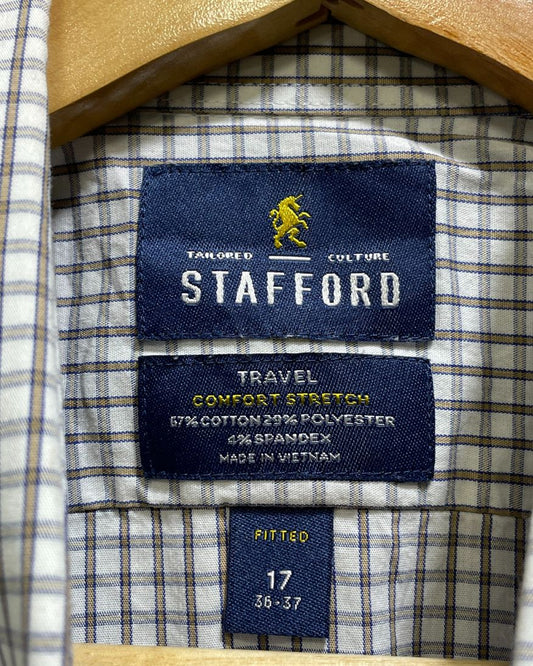 TAILORED CULTURE
STAFFORD
TRAVEL
COMFORT STRETCH
67% COTTON 29% POLYESTER
4% SPANDEX
MADE IN VIETNAM
FITTED
17
36·37